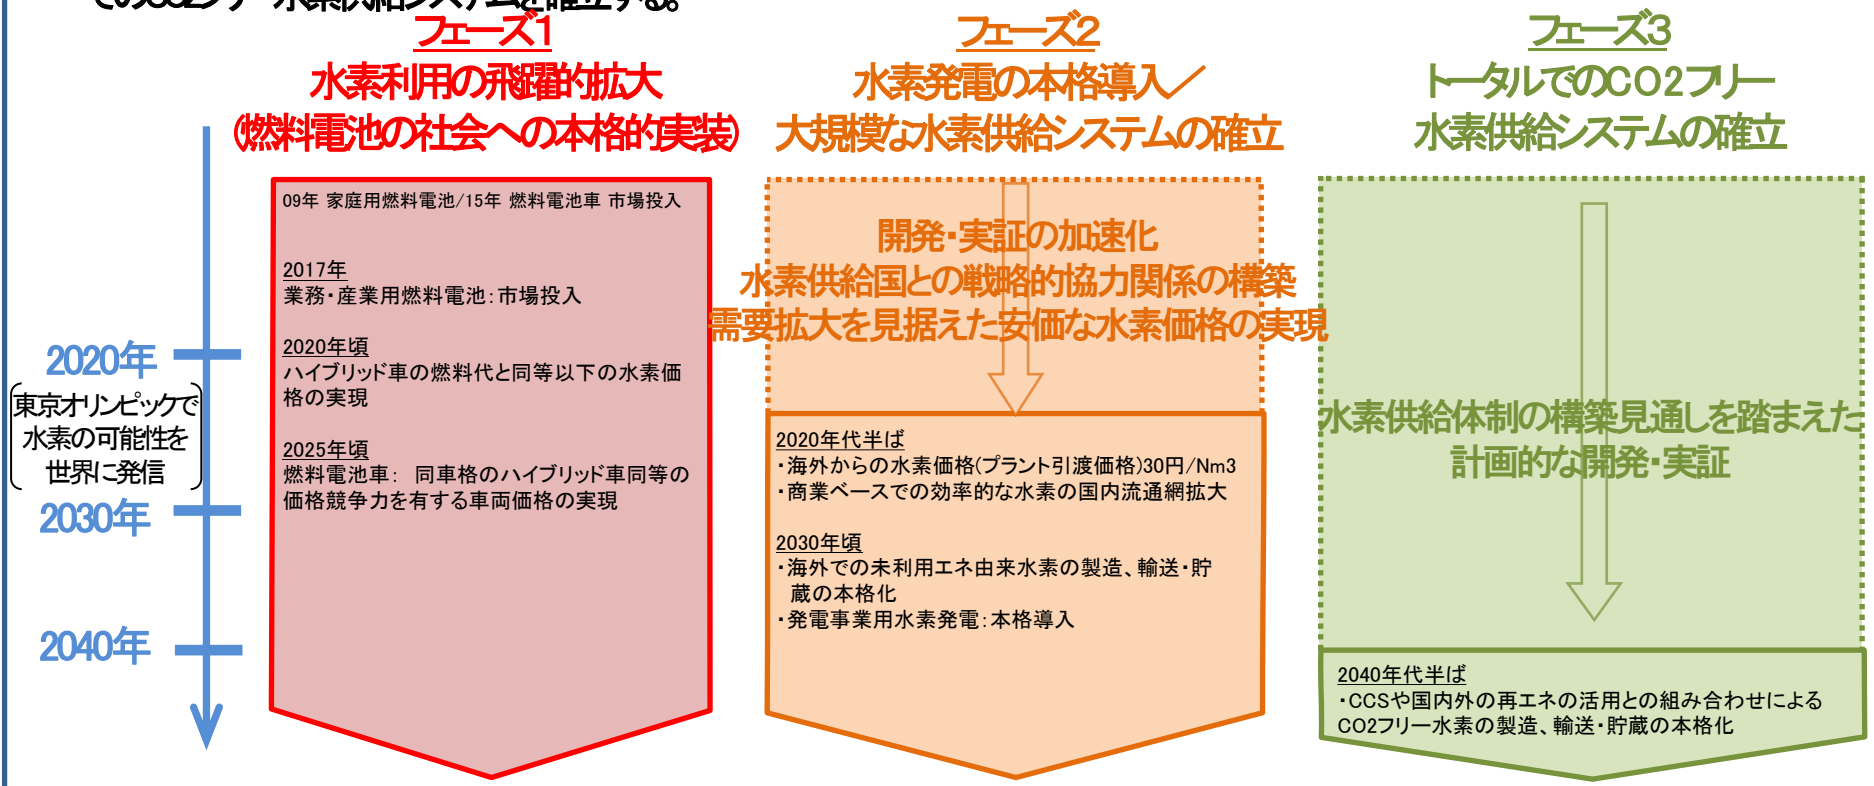 でのCO2フリー水素供給システムを確立する。
フェーズ1
水素利用の飛躍的拡大
(燃料電池の社会への本格的実装)
フェーズ2
水素発電の本格導入／
大規模な水素供給システムの確立
フェーズ3
トータルでのCO2フリー
水素供給システムの確立
2020年
東京オリンピックで
水素の可能性を
世界に発信
2030年
2040年
09年 家庭用燃料電池/15年 燃料電池車 市場投入
2017年
業務・産業用燃料電池：市場投入
2020年頃
ハイブリッド車の燃料代と同等以下の水素価
格の実現
2025年頃
燃料電池車： 同車格のハイブリッド車同等の
価格競争力を有する車両価格の実現
開発・実証の加速化
水素供給国との戦略的協力関係の構築
需要拡大を見据えた安価な水素価格の実現
2020年代半ば
・海外からの水素価格(プラント引渡価格)30円/Nm3
・商業ベースでの効率的な水素の国内流通網拡大
2030年頃
・海外での未利用エネ由来水素の製造、輸送・貯
蔵の本格化
・発電事業用水素発電：本格導入
水素供給体制の構築見通しを踏まえた
計画的な開発・実証
2040年代半ば
・CCSや国内外の再エネの活用との組み合わせによる
CO2フリー水素の製造、輸送・貯蔵の本格化